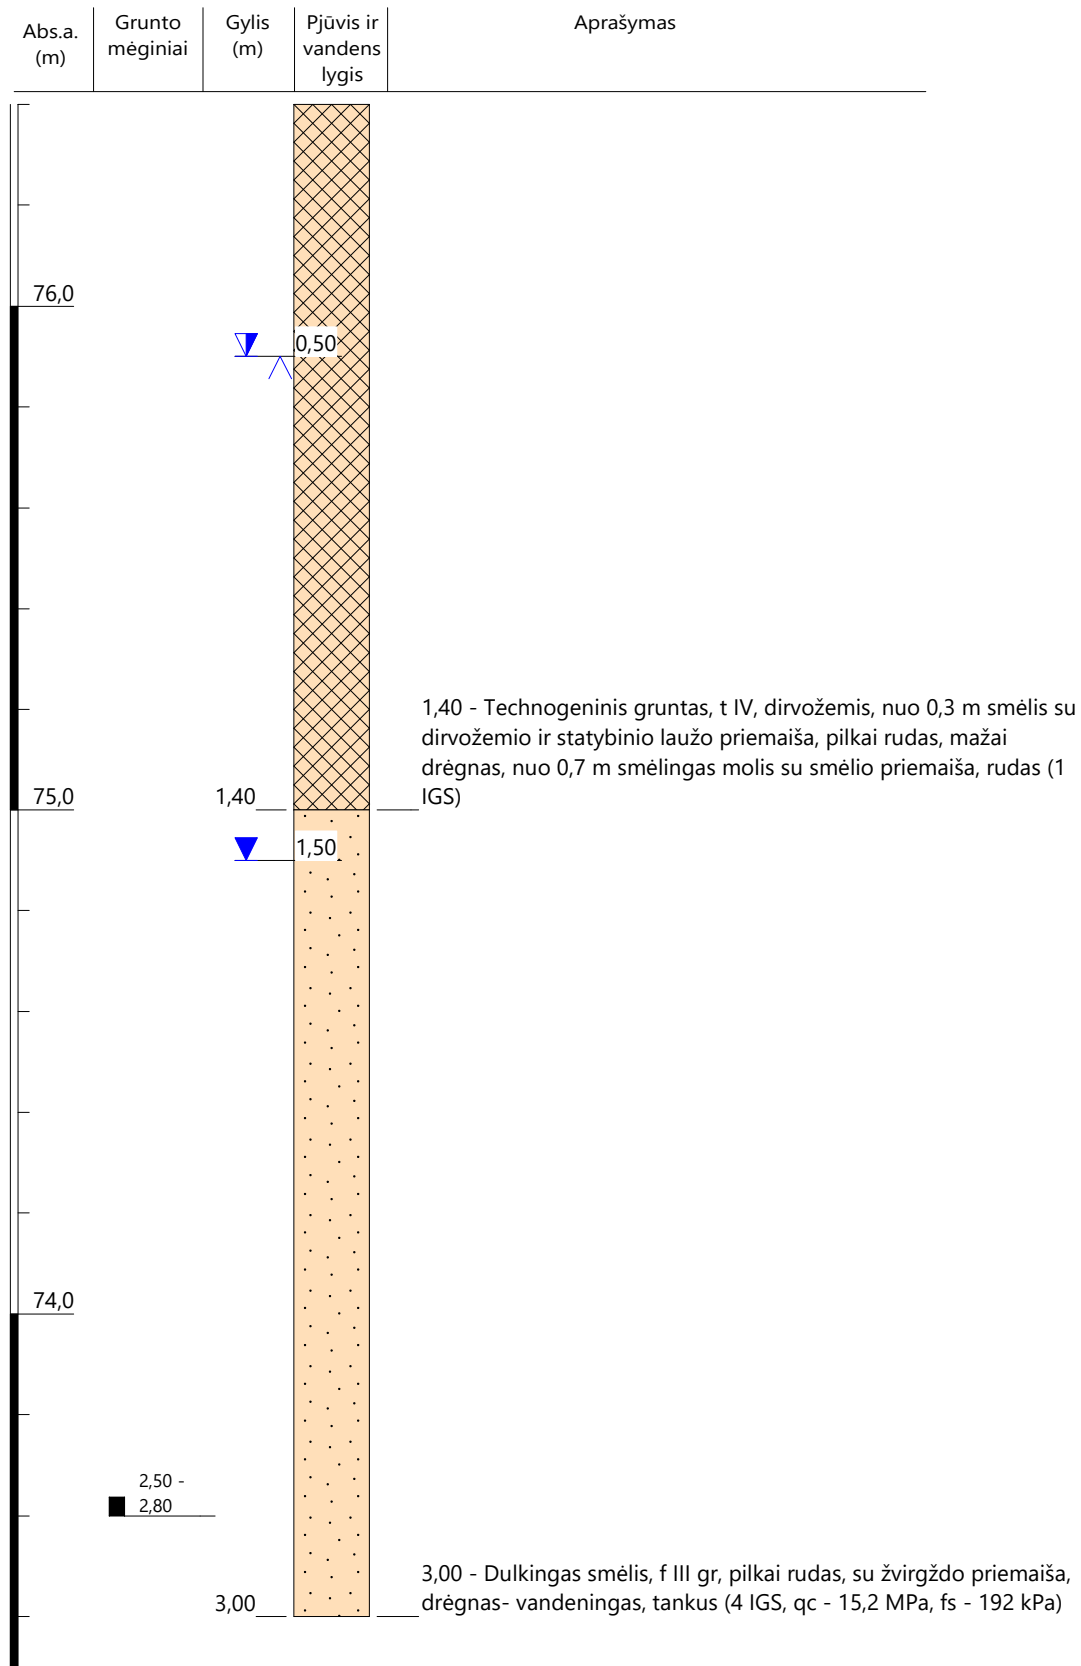 Abs.a.
(m)
Grunto
mėginiai
Gylis
(m)
Pjūvis ir
vandens
lygis
Aprašymas
76,0
0,50
1,40 - Technogeninis gruntas, t IV, dirvožemis, nuo 0,3 m smėlis su
dirvožemio ir statybinio laužo priemaiša, pilkai rudas, mažai
drėgnas, nuo 0,7 m smėlingas molis su smėlio priemaiša, rudas (1
IGS)
75,0
1,40
1,50
74,0
2,50 -
2,80
3,00 - Dulkingas smėlis, f III gr, pilkai rudas, su žvirgždo priemaiša,
drėgnas- vandeningas, tankus (4 IGS, qc - 15,2 MPa, fs - 192 kPa)
3,00